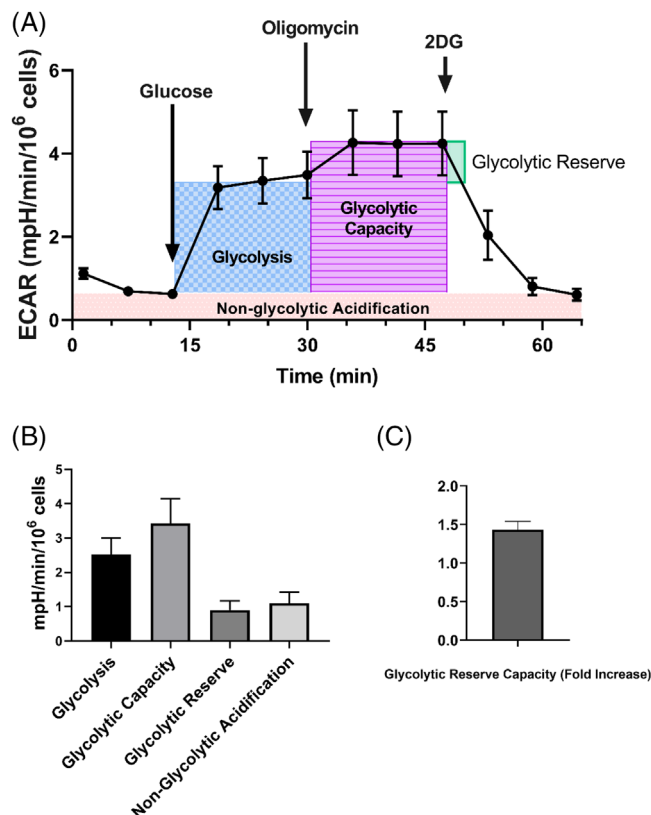 (A)
Oligomycin
2DG
Glucose
6
4
2
0
ECAR (mpH/min/10⁶ cells)
Glycolytic Reserve
Glycolytic
Capacity
Glycolysis
Non-glycolytic Acidification
0 15 30 45 60
Time (min)
(B)
5
4
3
2
1
0
mpH/min/10⁶ cells
Glycolysis
Glycolytic Capacity
Glycolytic Reserve
Non-Glycolytic Acidification
(C)
2.0
1.5
1.0
0.5
0.0
Glycolytic Reserve Capacity (Fold Increase)